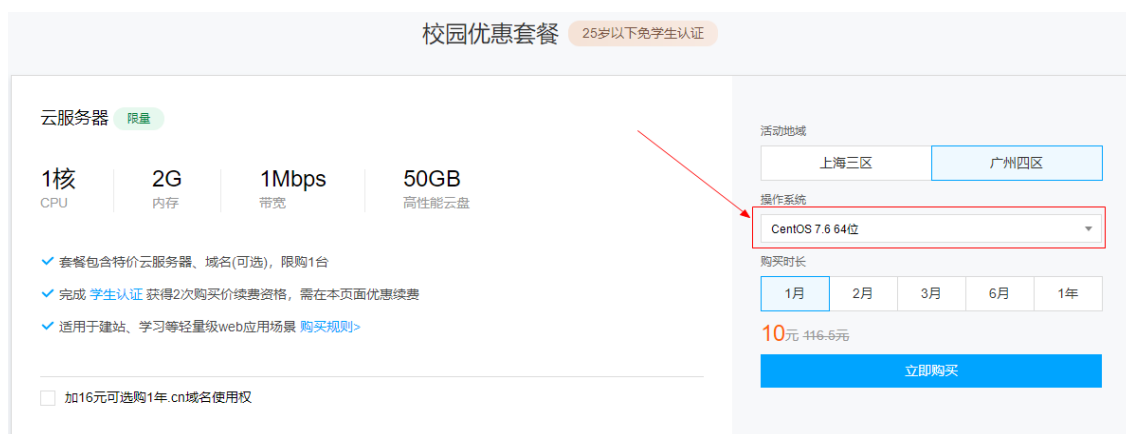 校园优惠套餐 25岁以下免学生认证
云服务器 限量
1核 2G 1Mbps 50GB
CPU 内存 带宽 高性能云盘
套餐包含特价云服务器、域名(可选)，限购1台
完成 学生认证 获得2次购买价续费资格，需在本页面优惠续费
适用于建站、学习等轻量级web应用场景 购买规则>
加16元可选购1年.cn域名使用权
活动地域
上海三区 广州四区
操作系统
CentOS 7.6 64位
购买时长
1月 2月 3月 6月 1年
10元 116.5元
立即购买